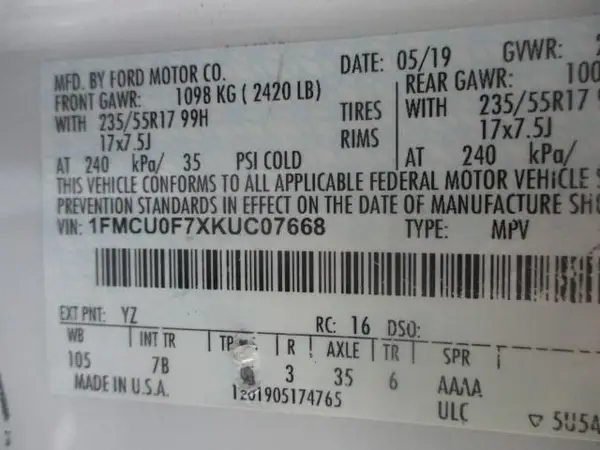 DATE: 05/19 GVWR:
MFD. BY FORD MOTOR CO.
FRONT GAWR: 1098 KG ( 2420 LB) REAR GAWR: 100
WITH 235/55R17 99H TIRES WITH 235/55R17
17x7.5J RIMS 17x7.5J
AT 240 kPa/ 35 PSI COLD AT 240 kPa/
THIS VEHICLE CONFORMS TO ALL APPLICABLE FEDERAL MOTOR VEHICLE S
PREVENTION STANDARDS IN EFFECT ON THE DATE OF MANUFACTURE SHO
VIN: 1FMCU0F7XKUC07668 TYPE: MPV
EXT PNT: YZ RC: 16 DSO:
WB INT TR R AXLE TR SPR
105 7B 3 35 6 AAAA
MADE IN U.S.A. 1201905174765 ULC 5U54